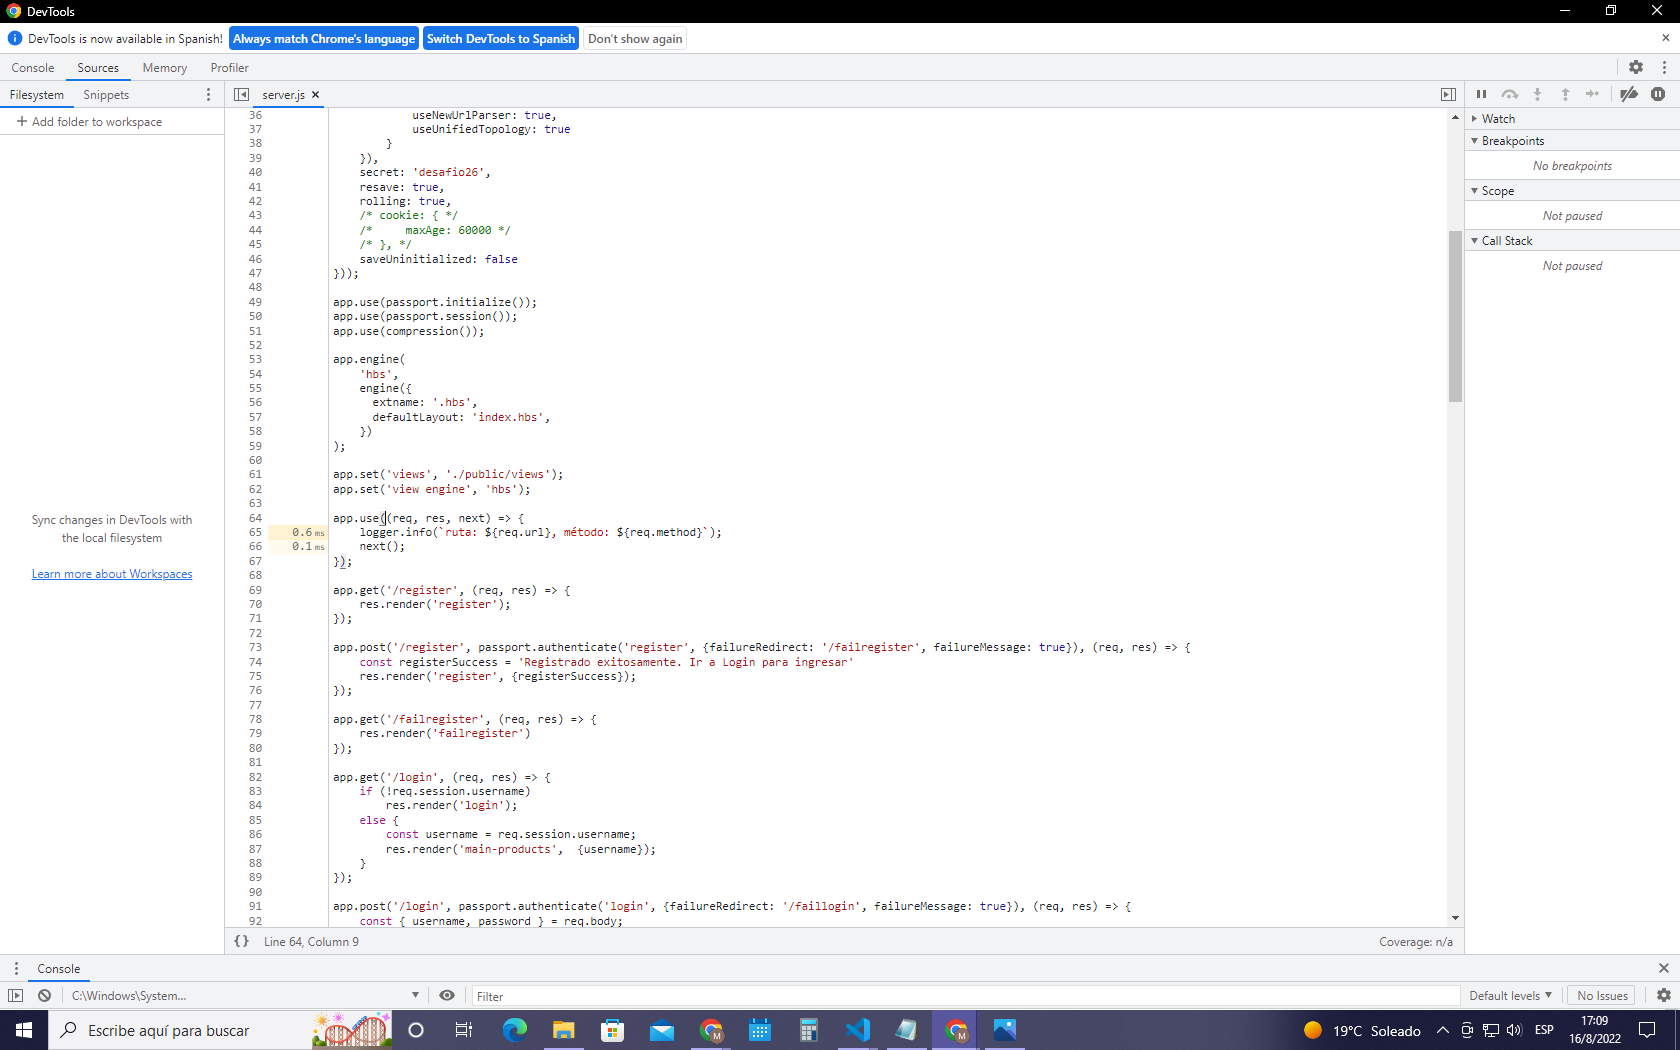 DevTools
DevTools is now available in Spanish! Always match Chrome's language Switch DevTools to Spanish Don't show again
Console Sources Memory Profiler
Filesystem Snippets
server.js
+ Add folder to workspace
Sync changes in DevTools with
the local filesystem
Learn more about Workspaces
36 useNewUrlParser: true,
37 useUnifiedTopology: true
38 }
39 }),
40 secret: 'desafio26',
41 resave: true,
42 rolling: true,
43 /* cookie: { */
44 /* maxAge: 60000 */
45 /* }, */
46 saveUninitialized: false
47 }));
48
49 app.use(passport.initialize());
50 app.use(passport.session());
51 app.use(compression());
52
53 app.engine(
54 'hbs',
55 engine({
56 extname: '.hbs',
57 defaultLayout: 'index.hbs',
58 })
59 );
60
61 app.set('views', './public/views');
62 app.set('view engine', 'hbs');
63
64 app.use((req, res, next) => {
65 0.6 ms logger.info(`ruta: ${req.url}, método: ${req.method}`);
66 0.1 ms next();
67 });
68
69 app.get('/register', (req, res) => {
70 res.render('register');
71 });
72
73 app.post('/register', passport.authenticate('register', {failureRedirect: '/failregister', failureMessage: true}), (req, res) => {
74 const registerSuccess = 'Registrado exitosamente. Ir a Login para ingresar'
75 res.render('register', {registerSuccess});
76 });
77
78 app.get('/failregister', (req, res) => {
79 res.render('failregister')
80 });
81
82 app.get('/login', (req, res) => {
83 if (!req.session.username)
84 res.render('login');
85 else {
86 const username = req.session.username;
87 res.render('main-products', {username});
88 }
89 });
90
91 app.post('/login', passport.authenticate('login', {failureRedirect: '/faillogin', failureMessage: true}), (req, res) => {
92 const { username, password } = req.body;
{} Line 64, Column 9
Coverage: n/a
Watch
Breakpoints
No breakpoints
Scope
Not paused
Call Stack
Not paused
Console
C:\Windows\System...
Filter
Default levels
No Issues
Escribe aquí para buscar
19°C Soleado
ESP
17:09
16/8/2022